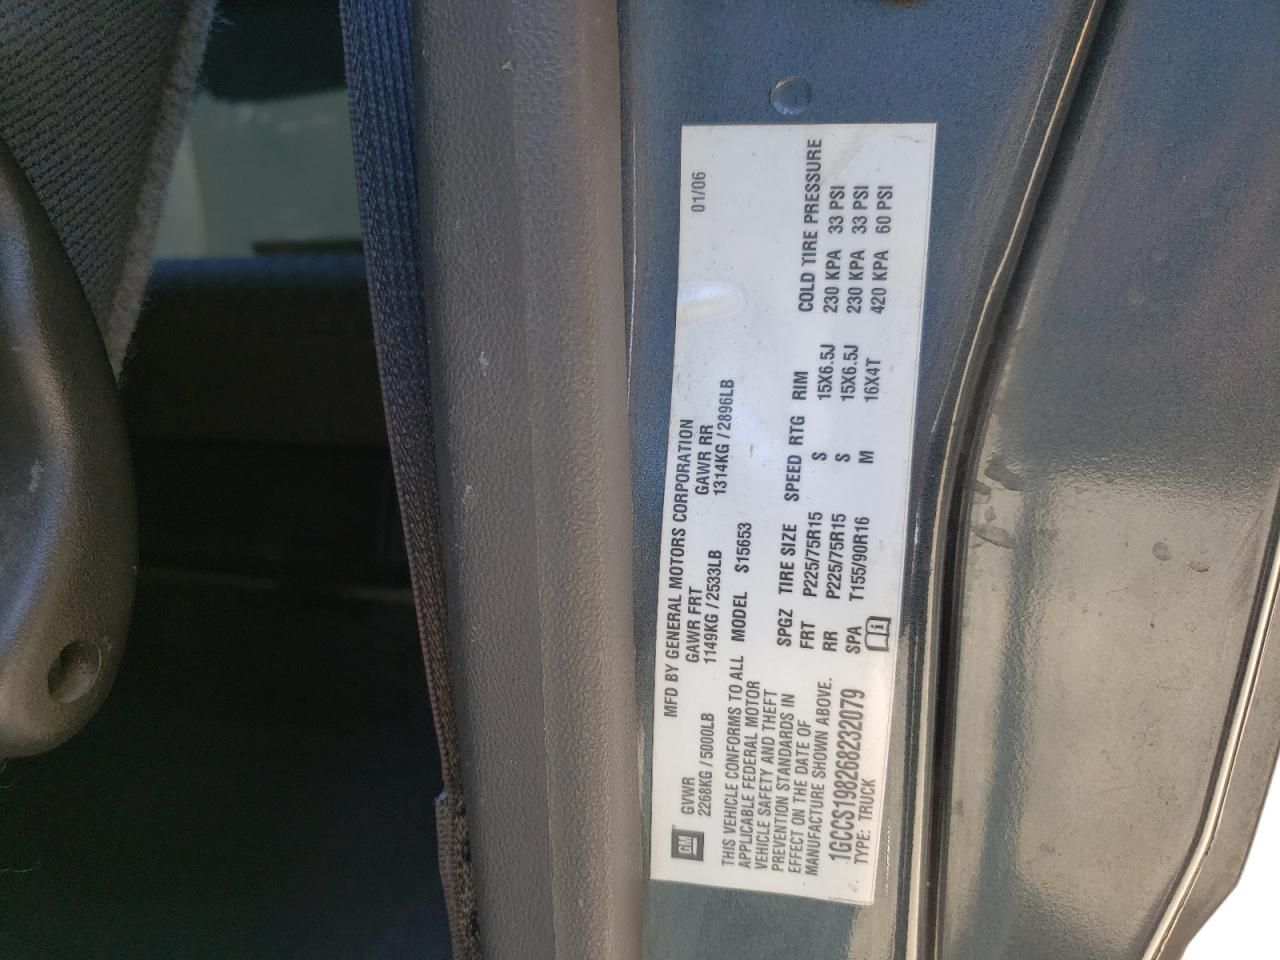 MFD BY GENERAL MOTORS CORPORATION 01/06
GM GVWR GAWR FRT GAWR RR
2268KG / 5000LB 1149KG / 2533LB 1314KG / 2896LB
THIS VEHICLE CONFORMS TO ALL
APPLICABLE FEDERAL MOTOR
VEHICLE SAFETY AND THEFT
PREVENTION STANDARDS IN
EFFECT ON THE DATE OF
MANUFACTURE SHOWN ABOVE.
1GCCS198268232079
TYPE: TRUCK
MODEL S15653
SPGZ TIRE SIZE SPEED RTG RIM COLD TIRE PRESSURE
FRT P225/75R15 S 15X6.5J 230 KPA 33 PSI
RR P225/75R15 S 15X6.5J 230 KPA 33 PSI
SPA T155/90R16 M 16X4T 420 KPA 60 PSI